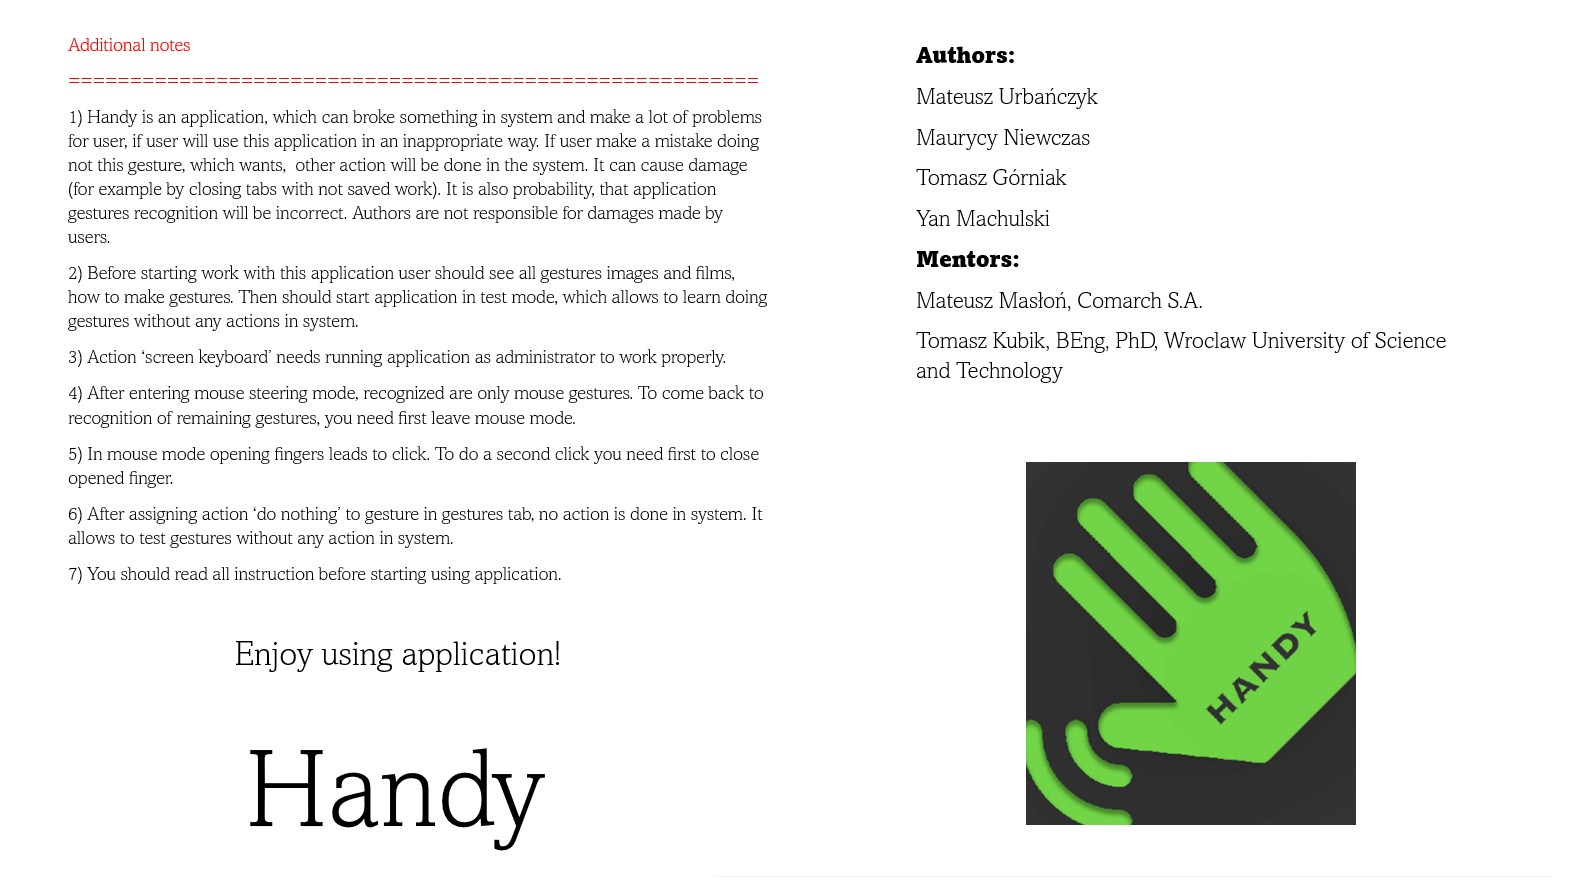 Additional notes
========================================================
1) Handy is an application, which can broke something in system and make a lot of problems
for user, if user will use this application in an inappropriate way. If user make a mistake doing
not this gesture, which wants,  other action will be done in the system. It can cause damage
(for example by closing tabs with not saved work). It is also probability, that application
gestures recognition will be incorrect. Authors are not responsible for damages made by
users.
2) Before starting work with this application user should see all gestures images and films,
how to make gestures. Then should start application in test mode, which allows to learn doing
gestures without any actions in system.
3) Action ‘screen keyboard’ needs running application as administrator to work properly.
4) After entering mouse steering mode, recognized are only mouse gestures. To come back to
recognition of remaining gestures, you need first leave mouse mode.
5) In mouse mode opening fingers leads to click. To do a second click you need first to close
opened finger.
6) After assigning action ‘do nothing’ to gesture in gestures tab, no action is done in system. It
allows to test gestures without any action in system.
7) You should read all instruction before starting using application.
Enjoy using application!
Handy
Authors:
Mateusz Urbańczyk
Maurycy Niewczas
Tomasz Górniak
Yan Machulski
Mentors:
Mateusz Masłoń, Comarch S.A.
Tomasz Kubik, BEng, PhD, Wroclaw University of Science
and Technology
HANDY